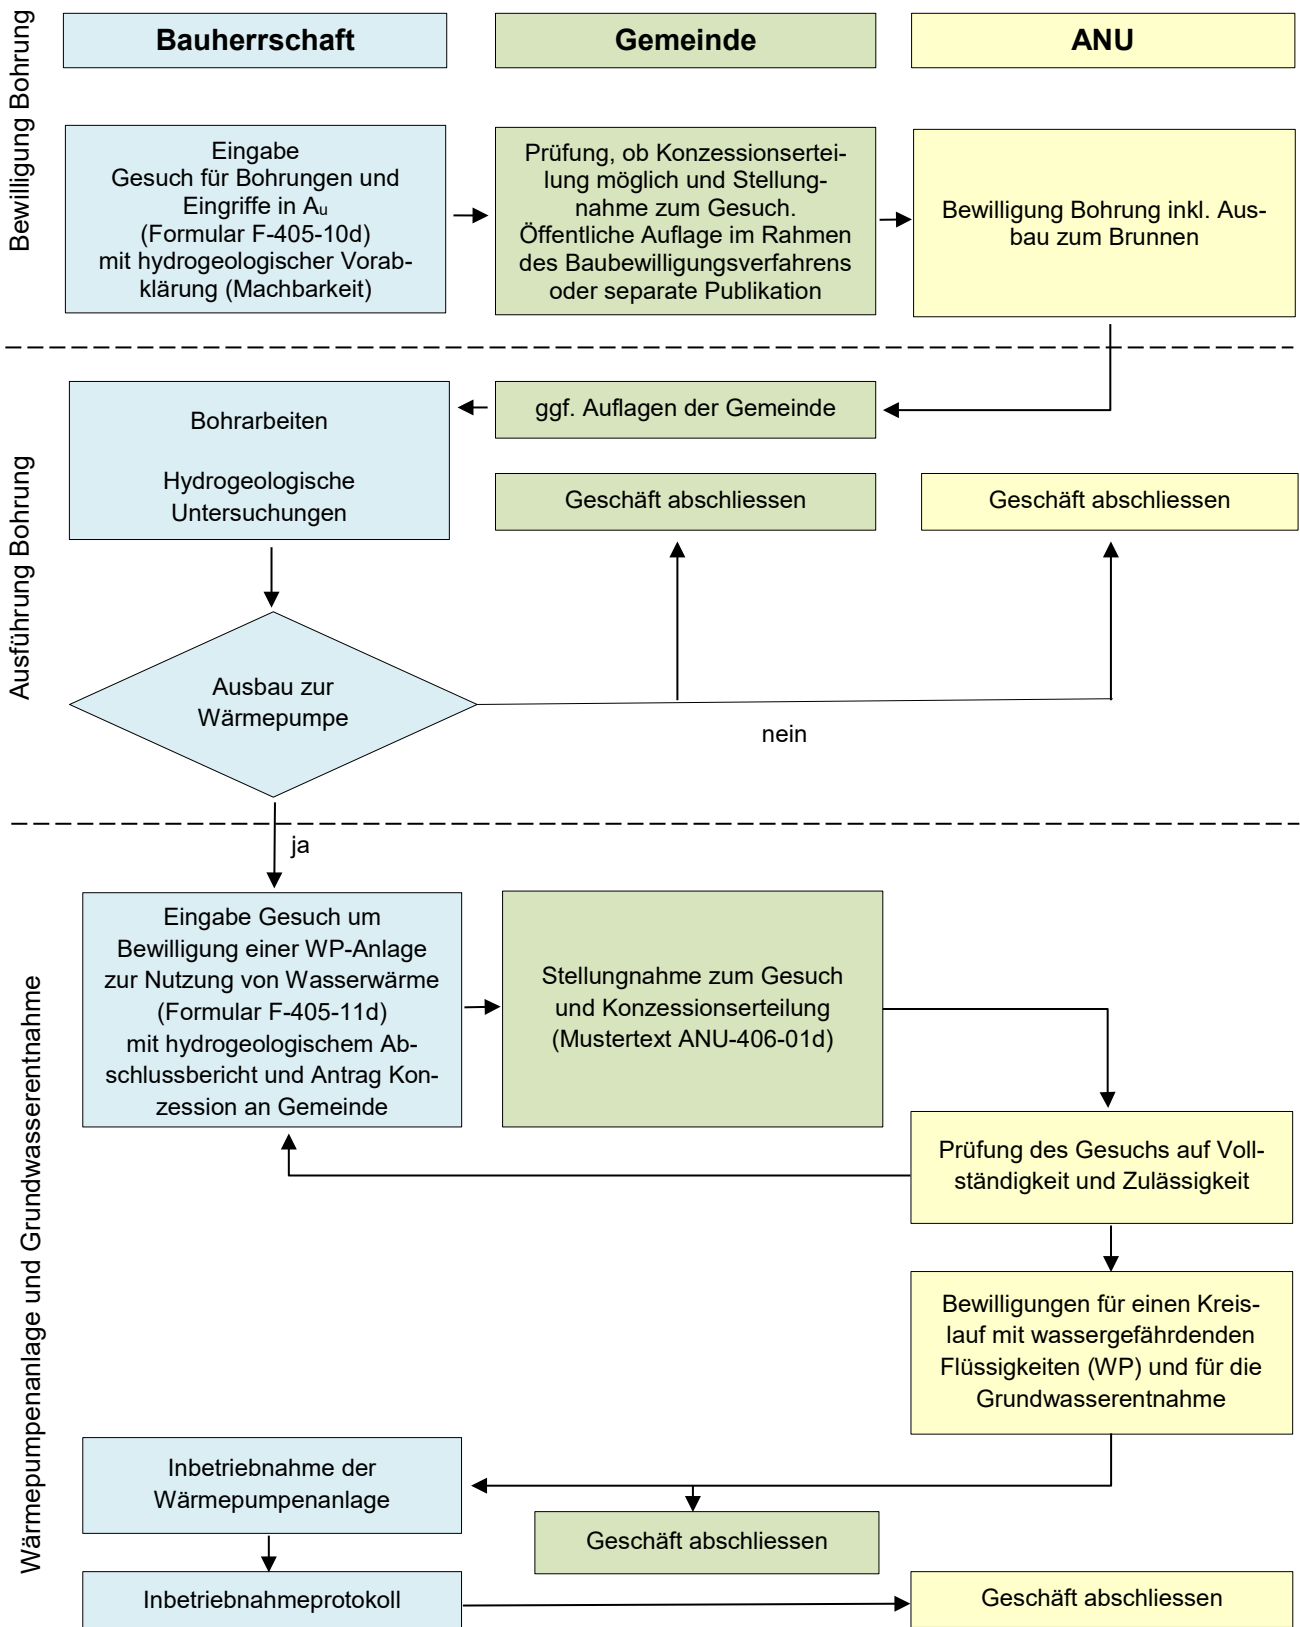 Bewilligung Bohrung
Bauherrschaft
Gemeinde
ANU
Eingabe
Gesuch für Bohrungen und
Eingriffe in Au
(Formular F-405-10d)
mit hydrogeologischer Vorab-
klärung (Machbarkeit)
Prüfung, ob Konzessionsertei-
lung möglich und Stellung-
nahme zum Gesuch.
Öffentliche Auflage im Rahmen
des Baubewilligungsverfahrens
oder separate Publikation
Bewilligung Bohrung inkl. Aus-
bau zum Brunnen
Ausführung Bohrung
Bohrarbeiten
Hydrogeologische
Untersuchungen
ggf. Auflagen der Gemeinde
Geschäft abschliessen
Geschäft abschliessen
Ausbau zur
Wärmepumpe
nein
ja
Wärmepumpenanlage und Grundwasserentnahme
Eingabe Gesuch um
Bewilligung einer WP-Anlage
zur Nutzung von Wasserwärme
(Formular F-405-11d)
mit hydrogeologischem Ab-
schlussbericht und Antrag Kon-
zession an Gemeinde
Stellungnahme zum Gesuch
und Konzessionserteilung
(Mustertext ANU-406-01d)
Prüfung des Gesuchs auf Voll-
ständigkeit und Zulässigkeit
Bewilligungen für einen Kreis-
lauf mit wassergefährdenden
Flüssigkeiten (WP) und für die
Grundwasserentnahme
Inbetriebnahme der
Wärmepumpenanlage
Geschäft abschliessen
Inbetriebnahmeprotokoll
Geschäft abschliessen